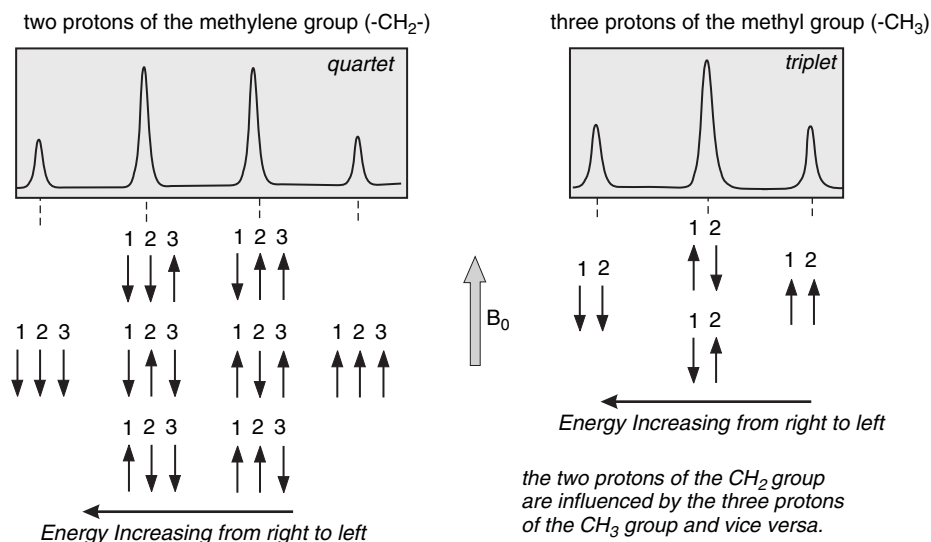 two protons of the methylene group (-CH₂-)
quartet
1 2 3
1 2 3
1 2 3
1 2 3
1 2 3
1 2 3
1 2 3
1 2 3
Energy Increasing from right to left
B₀
three protons of the methyl group (-CH₃)
triplet
1 2
1 2
1 2
1 2
Energy Increasing from right to left
the two protons of the CH₂ group
are influenced by the three protons
of the CH₃ group and vice versa.